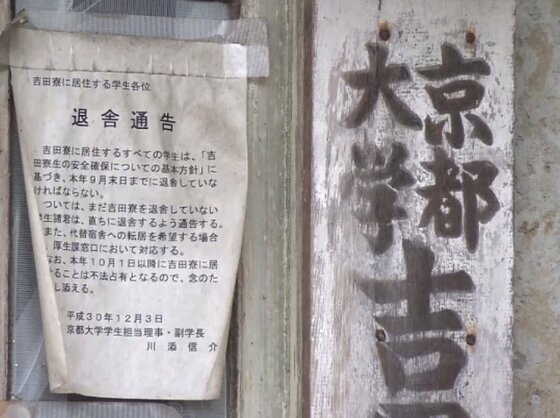 吉田寮に居住する学生各位
退舎通告
吉田寮に居住するすべての学生は、「吉
田寮生の安全確保についての基本方針」に
基づき、本年9月末日までに退舎していな
ければならない。
ついては、まだ吉田寮を退舎していない
学生諸君は、直ちに退舎するよう通告する。
また、代替宿舎への転居を希望する場合
、厚生課窓口において対応する。
なお、本年10月1日以降に吉田寮に居
することは不法占有となるので、念のた
し添える。
平成30年12月3日
京都大学学生担当理事・副学長
川添信介
京都
大学吉